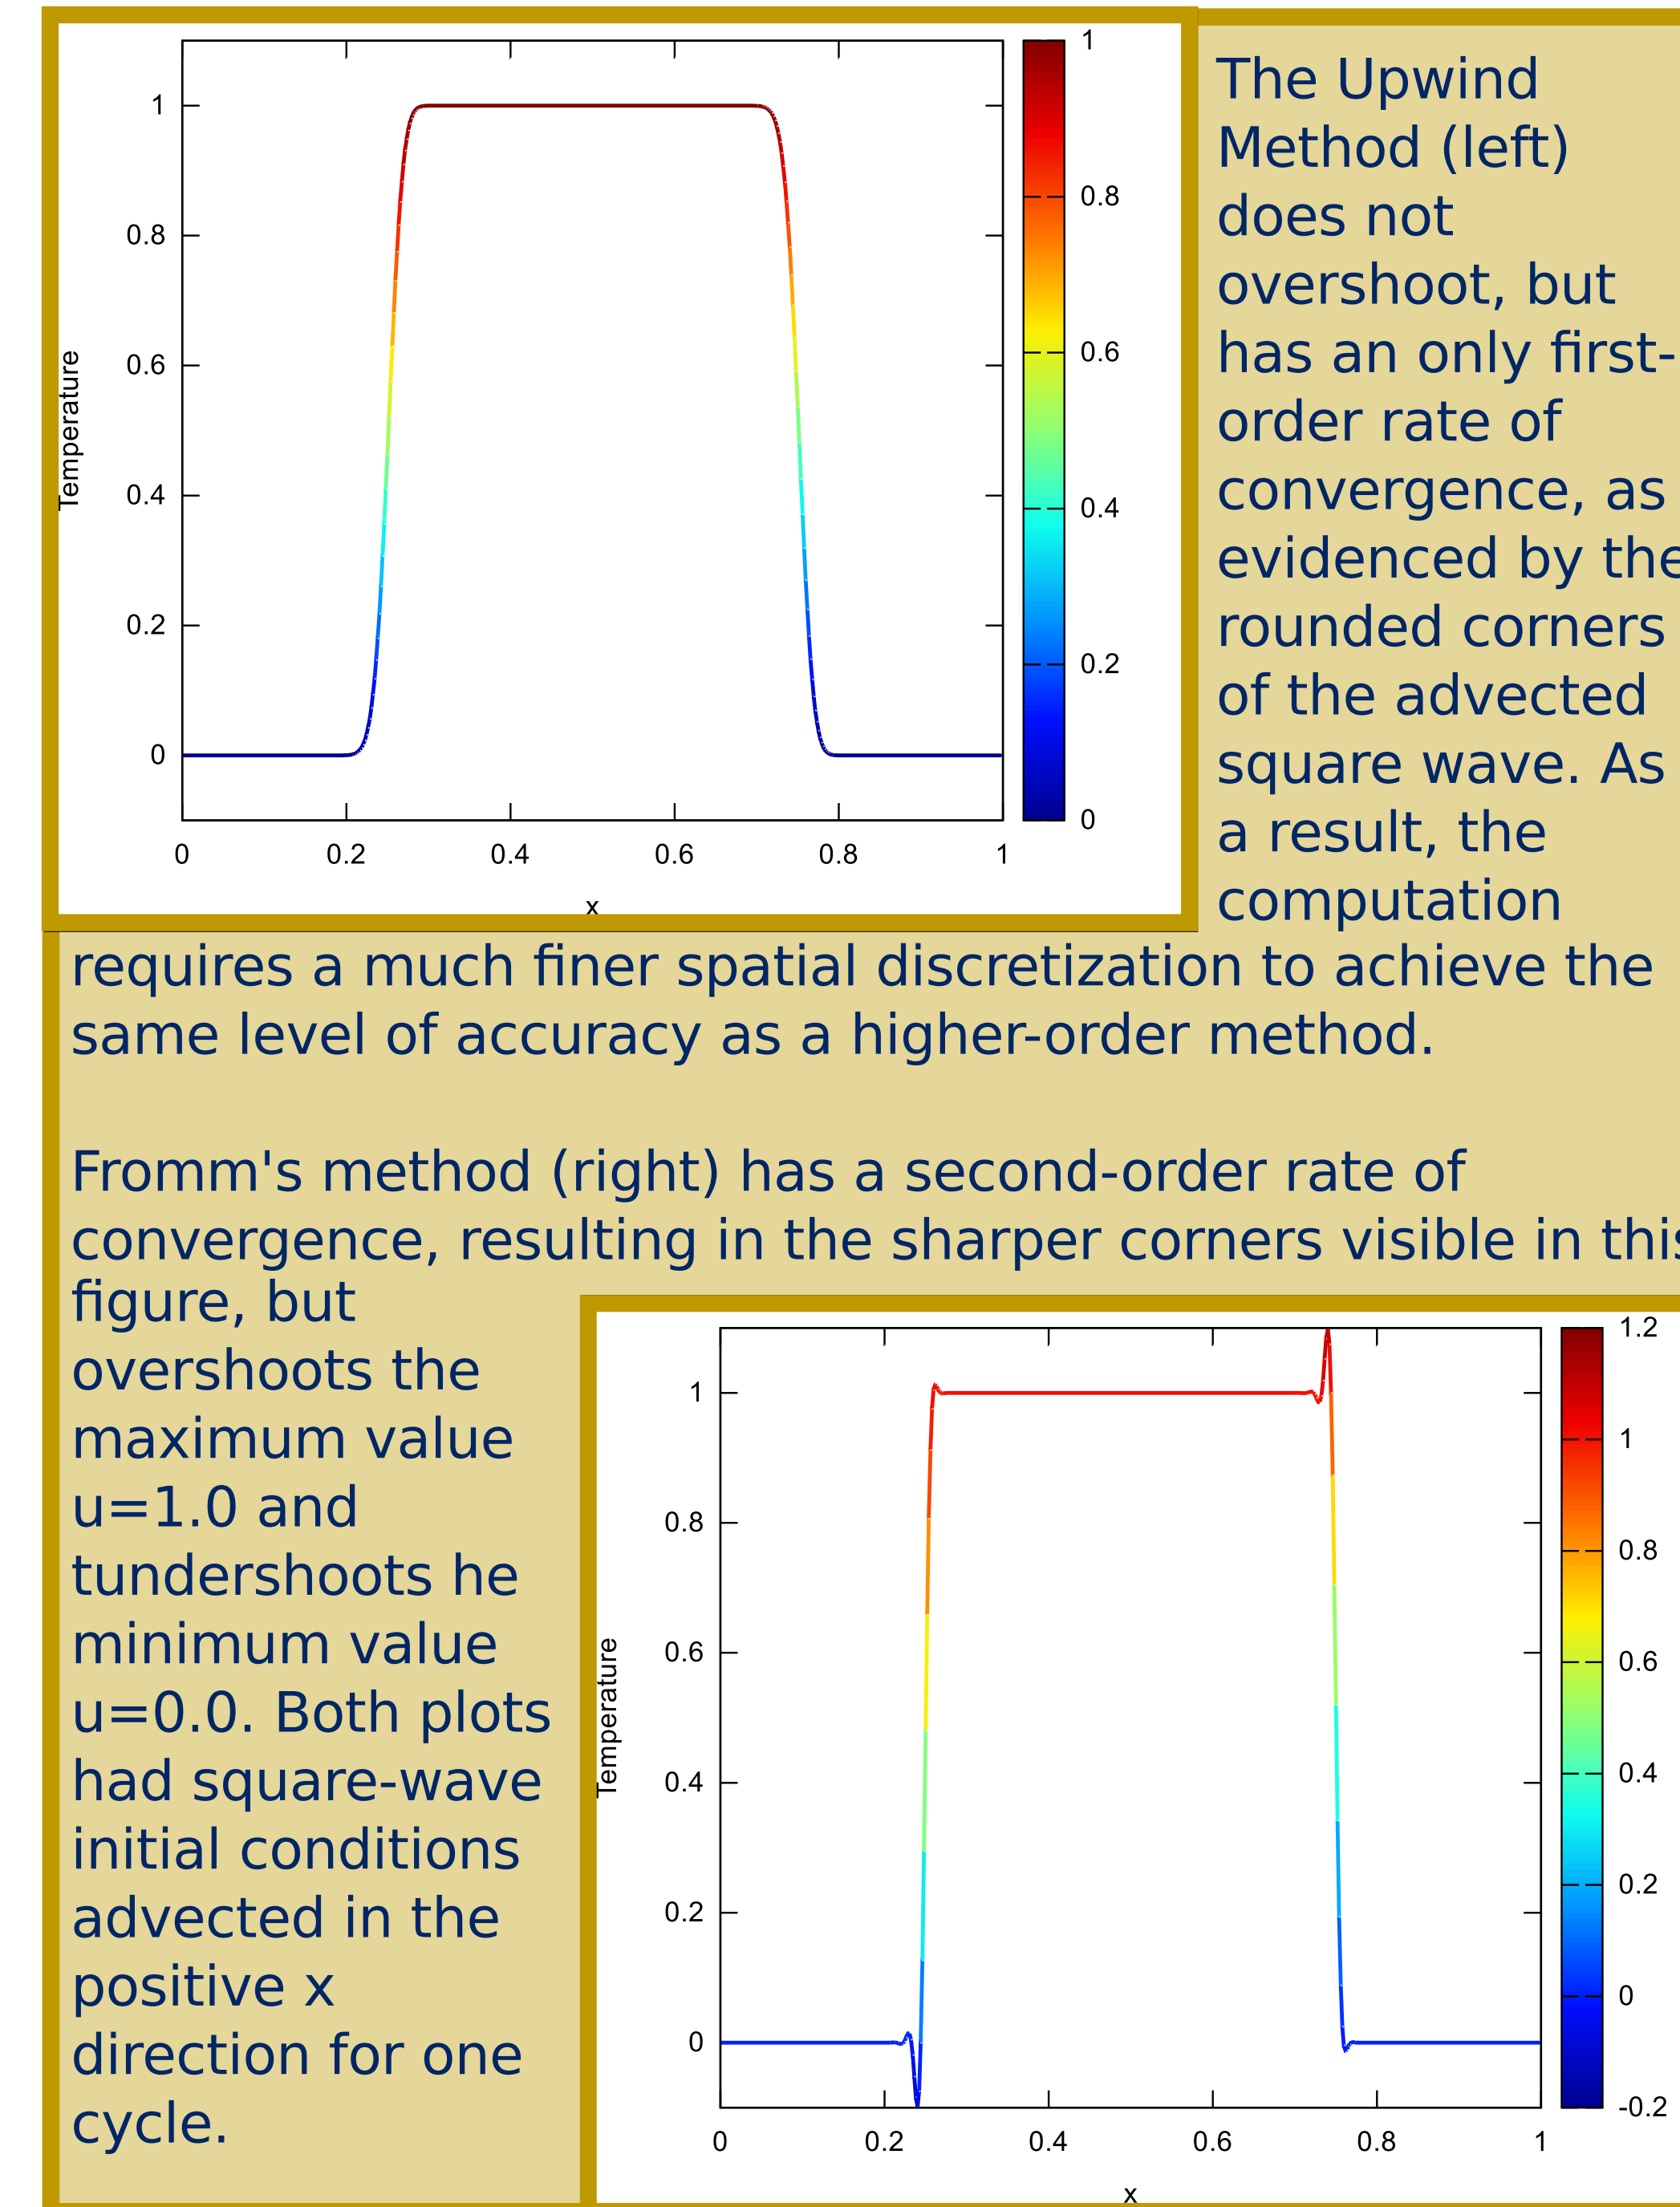 1
0.8
0.6
0.4
0.2
0
Temperature
0 0.2 0.4 0.6 0.8 1
x
1
0.8
0.6
0.4
0.2
0
The Upwind
Method (left)
does not
overshoot, but
has an only first-
order rate of
convergence, as
evidenced by the
rounded corners
of the advected
square wave. As
a result, the
computation
requires a much finer spatial discretization to achieve the
same level of accuracy as a higher-order method.
Fromm's method (right) has a second-order rate of
convergence, resulting in the sharper corners visible in this
figure, but
overshoots the
maximum value
u=1.0 and
tundershoots he
minimum value
u=0.0. Both plots
had square-wave
initial conditions
advected in the
positive x
direction for one
cycle.
1
0.8
0.6
0.4
0.2
0
Temperature
0 0.2 0.4 0.6 0.8 1
x
1.2
1
0.8
0.6
0.4
0.2
0
-0.2